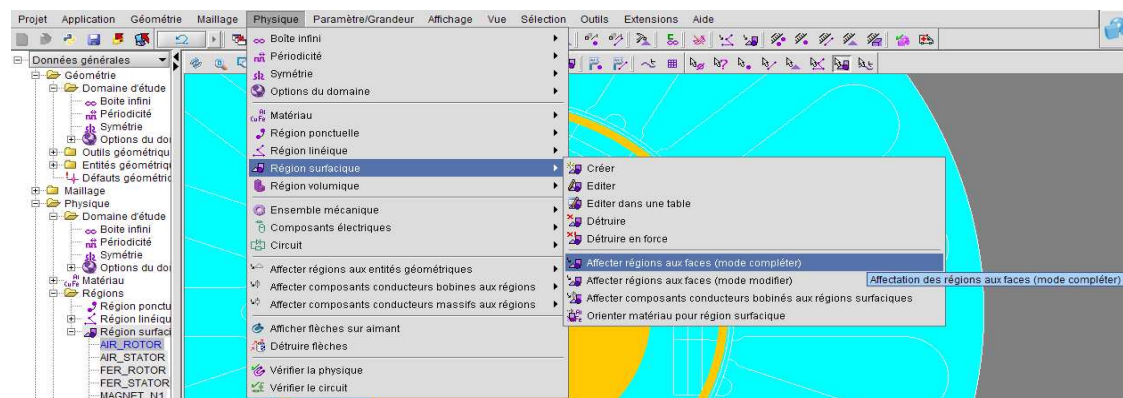 Projet Application Géométrie Maillage Physique Paramètre/Grandeur Affichage Vue Sélection Outils Extensions Aide
Données générales
Géométrie
Domaine d'étude
Boite infini
Périodicité
Symétrie
Options du doi
Outils géométriqu
Entités géométriq
Défauts géométric
Maillage
Physique
Domaine d'étude
Boite infini
Périodicité
Symétrie
Options du doi
Matériau
Régions
Région ponctu
Région linéiqu
Région surfaci
AIR_ROTOR
AIR_STATOR
FER_ROTOR
FER_STATOR
MAGNET_N1
Boîte infini
Périodicité
Symétrie
Options du domaine
Matériau
Région ponctuelle
Région linéique
Région surfacique
Région volumique
Ensemble mécanique
Composants électriques
Circuit
Affecter régions aux entités géométriques
Affecter composants conducteurs bobines aux régions
Affecter composants conducteurs massifs aux régions
Afficher flèches sur aimant
Détruire flèches
Vérifier la physique
Vérifier le circuit
Créer
Editer
Editer dans une table
Détruire
Détruire en force
Affecter régions aux faces (mode compléter)
Affecter régions aux faces (mode modifier)
Affecter composants conducteurs bobinés aux régions surfaciques
Orienter matériau pour région surfacique
Affectation des régions aux faces (mode compléter)